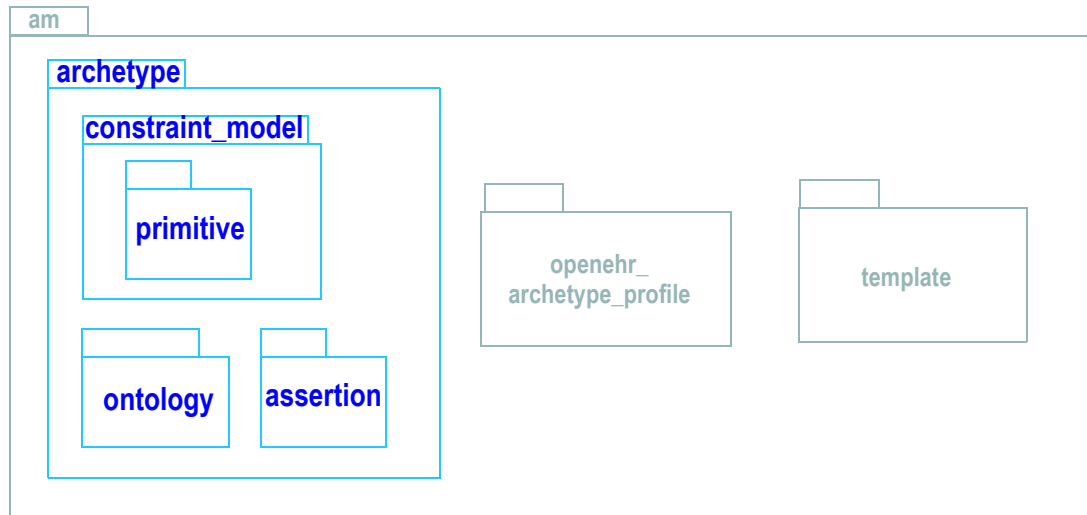 am
archetype
constraint_model
primitive
openehr_
archetype_profile
template
ontology
assertion